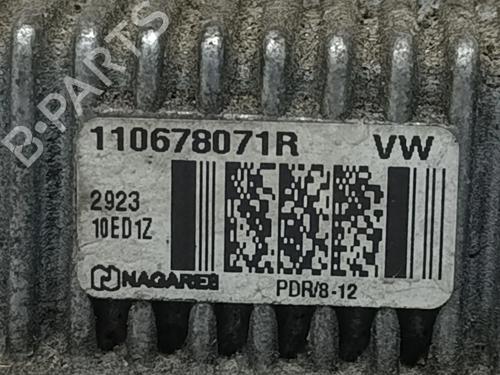 B-PARTS
110678071R VW
2923
10ED1Z
NAGARES
PDR/8-12